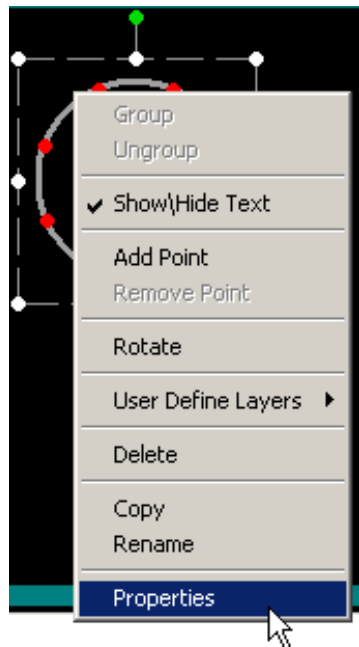 Group
Ungroup
Show\Hide Text
Add Point
Remove Point
Rotate
User Define Layers
Delete
Copy
Rename
Properties